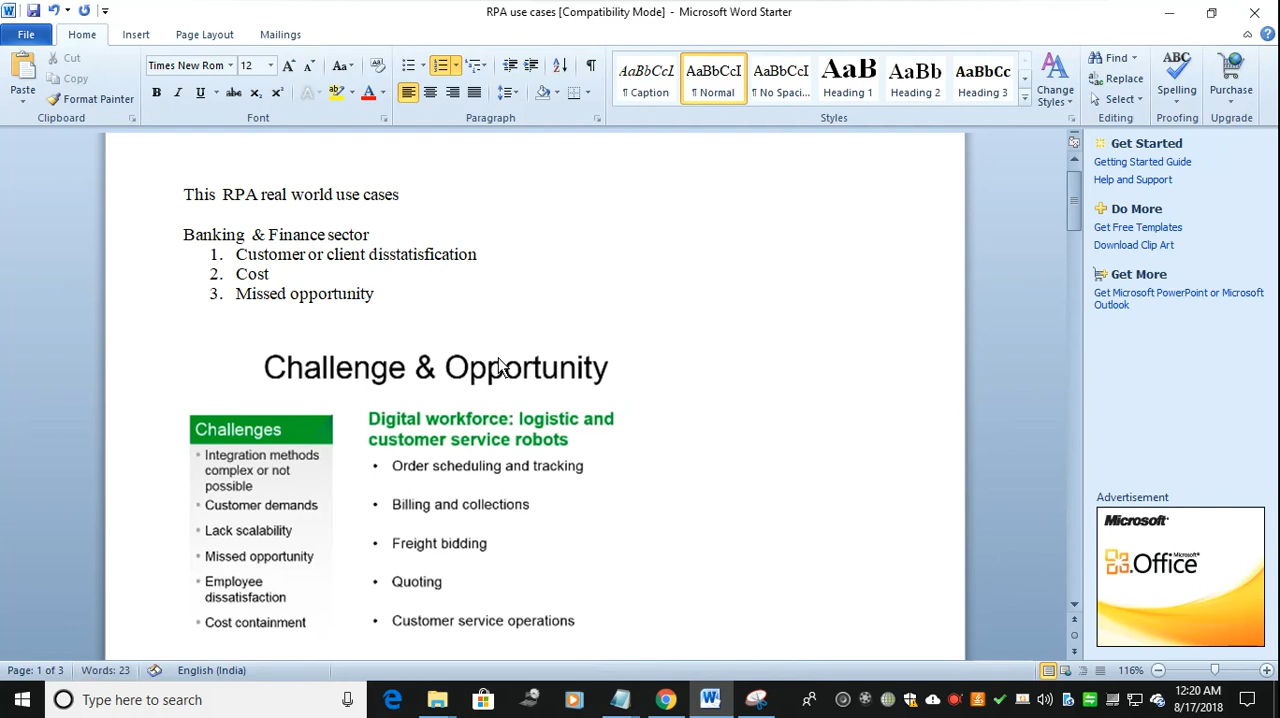 RPA use cases [Compatibility Mode] - Microsoft Word Starter
File Home Insert Page Layout Mailings
Paste
Cut
Copy
Format Painter
Clipboard
Times New Rom 12
Font
Paragraph
AaBbCcI AaBbCcI AaBbCcI AaB AaBb AaBbCc
¶ Caption ¶ Normal ¶ No Spaci... Heading 1 Heading 2 Heading 3
Change
Styles
Styles
Find
Replace
Select
Editing
ABC
Spelling
Proofing
Purchase
Upgrade
This RPA real world use cases
Banking & Finance sector
1. Customer or client disstatisfication
2. Cost
3. Missed opportunity
Challenge & Opportunity
Challenges
• Integration methods
complex or not
possible
• Customer demands
• Lack scalability
• Missed opportunity
• Employee
dissatisfaction
• Cost containment
Digital workforce: logistic and
customer service robots
• Order scheduling and tracking
• Billing and collections
• Freight bidding
• Quoting
• Customer service operations
Get Started
Getting Started Guide
Help and Support
Do More
Get Free Templates
Download Clip Art
Get More
Get Microsoft PowerPoint or Microsoft
Outlook
Advertisement
Microsoft®
Microsoft®
Office
Page: 1 of 3 Words: 23 English (India) 116%
Type here to search
12:20 AM
8/17/2018